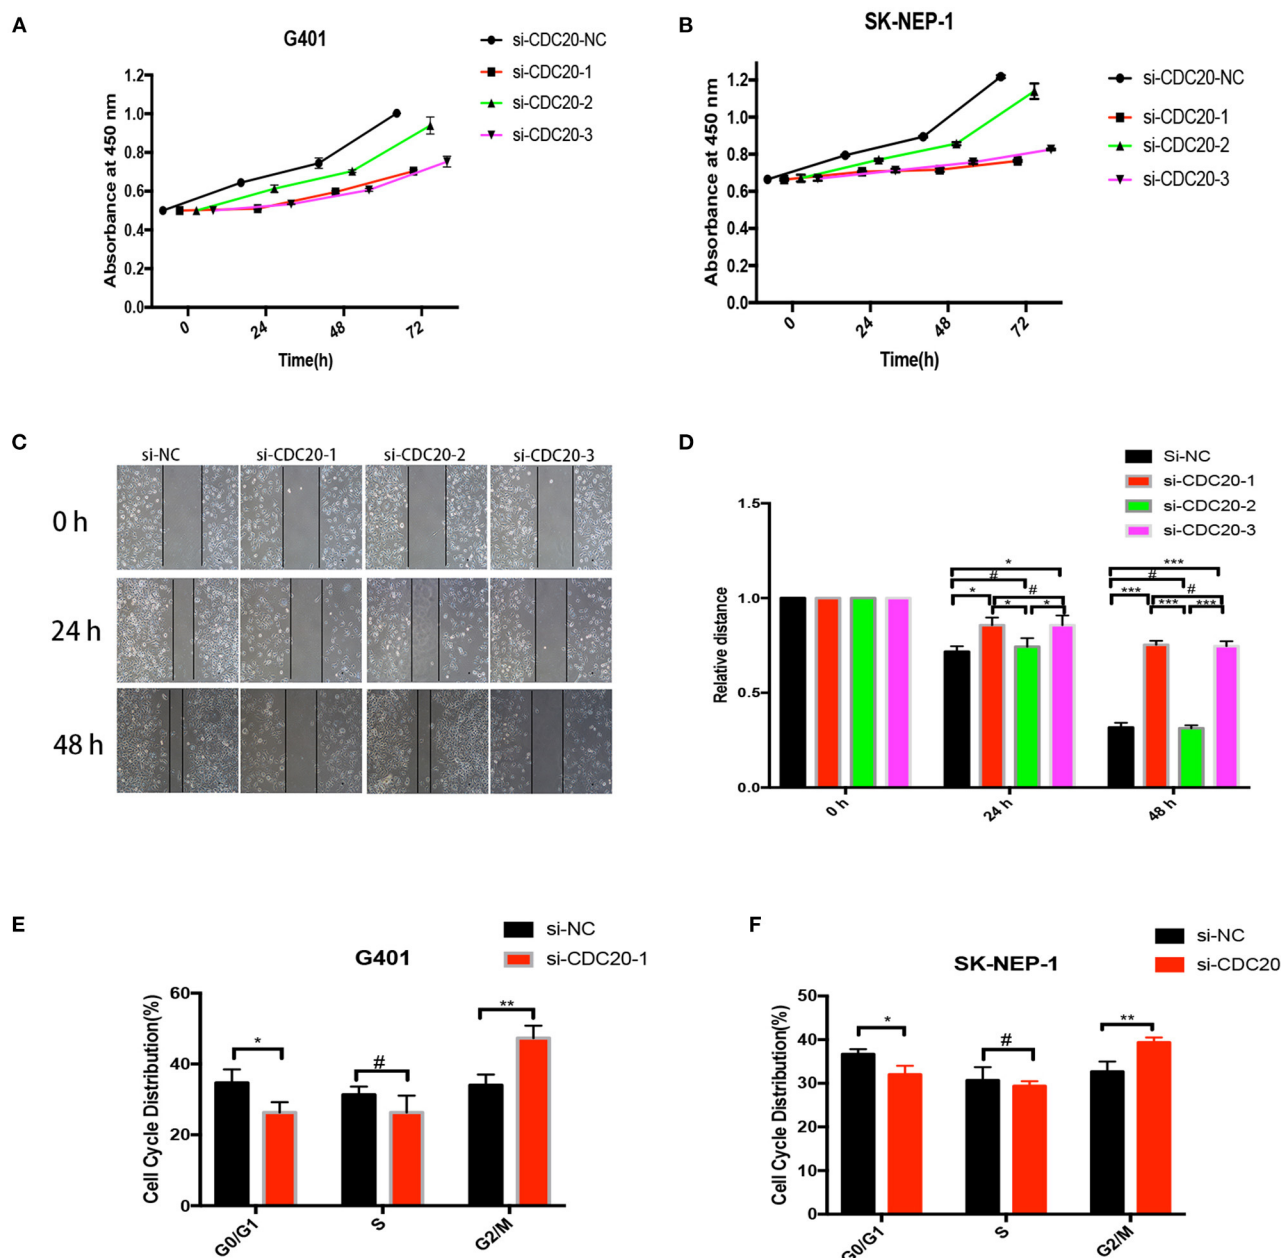 A
G401
si-CDC20-NC
si-CDC20-1
si-CDC20-2
si-CDC20-3
Absorbance at 450 nm
1.2
1.0
0.8
0.6
0.4
0.2
0.0
0
24
48
72
Time(h)
B
SK-NEP-1
si-CDC20-NC
si-CDC20-1
si-CDC20-2
si-CDC20-3
Absorbance at 450 nm
1.2
1.0
0.8
0.6
0.4
0.2
0.0
0
24
48
72
Time(h)
C
si-NC
si-CDC20-1
si-CDC20-2
si-CDC20-3
0 h
24 h
48 h
D
Si-NC
si-CDC20-1
si-CDC20-2
si-CDC20-3
Relative distance
1.5
1.0
0.5
0.0
*
#
* #
* *
***
#
*** #
*** ***
0 h
24 h
48 h
E
G401
si-NC
si-CDC20-1
Cell Cycle Distribution(%)
60
40
20
0
*
#
**
G0/G1
S
G2/M
F
SK-NEP-1
si-NC
si-CDC20
Cell Cycle Distribution(%)
50
40
30
20
10
0
*
#
**
G0/G1
S
G2/M